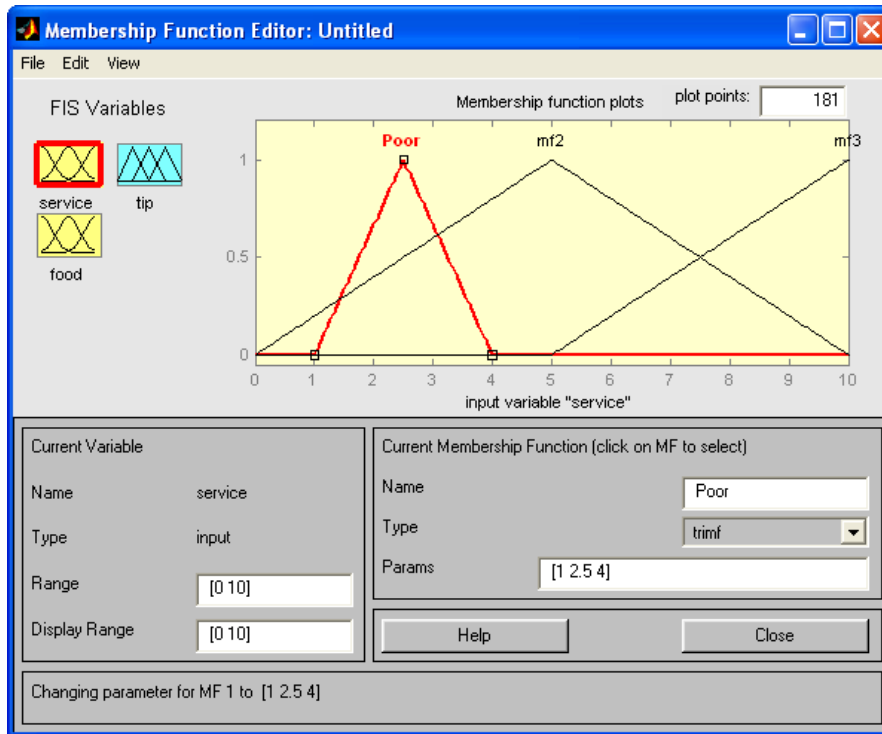 Membership Function Editor: Untitled
File Edit View
FIS Variables
Membership function plots
plot points:
181
service
tip
food
Poor
mf2
mf3
1
0.5
0
0 1 2 3 4 5 6 7 8 9 10
input variable "service"
Current Variable
Name service
Type input
Range [0 10]
Display Range [0 10]
Current Membership Function (click on MF to select)
Name Poor
Type trimf
Params [1 2.5 4]
Help
Close
Changing parameter for MF 1 to [1 2.5 4]